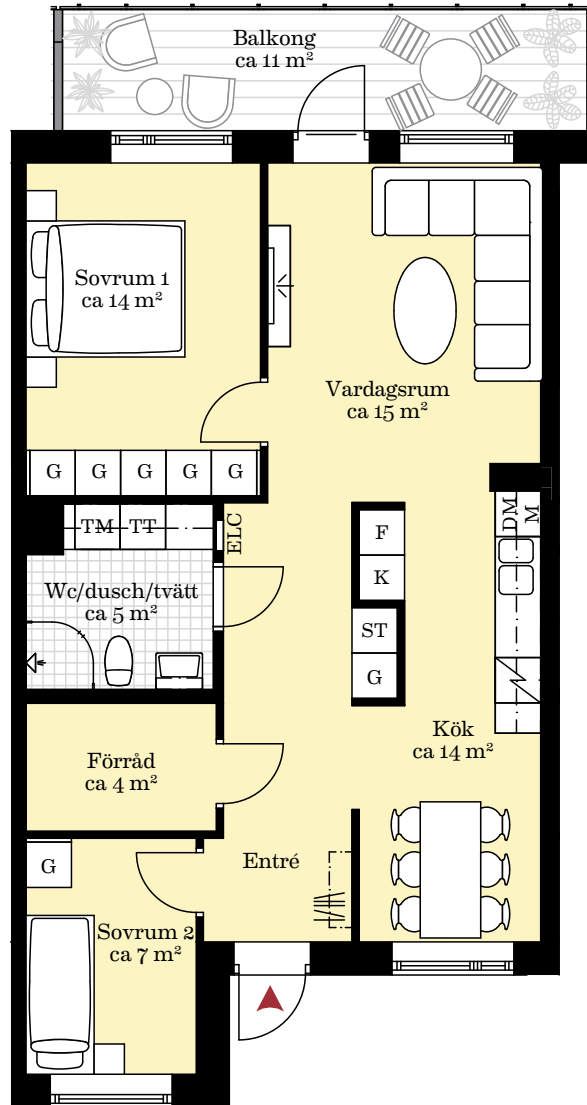 Balkong
ca 11 m²
Sovrum 1
ca 14 m²
Vardagsrum
ca 15 m²
G G G G G
TM TT
ELC
F
K
DM
M
Wc/dusch/tvätt
ca 5 m²
ST
G
Kök
ca 14 m²
Förråd
ca 4 m²
G
Entré
Sovrum 2
ca 7 m²